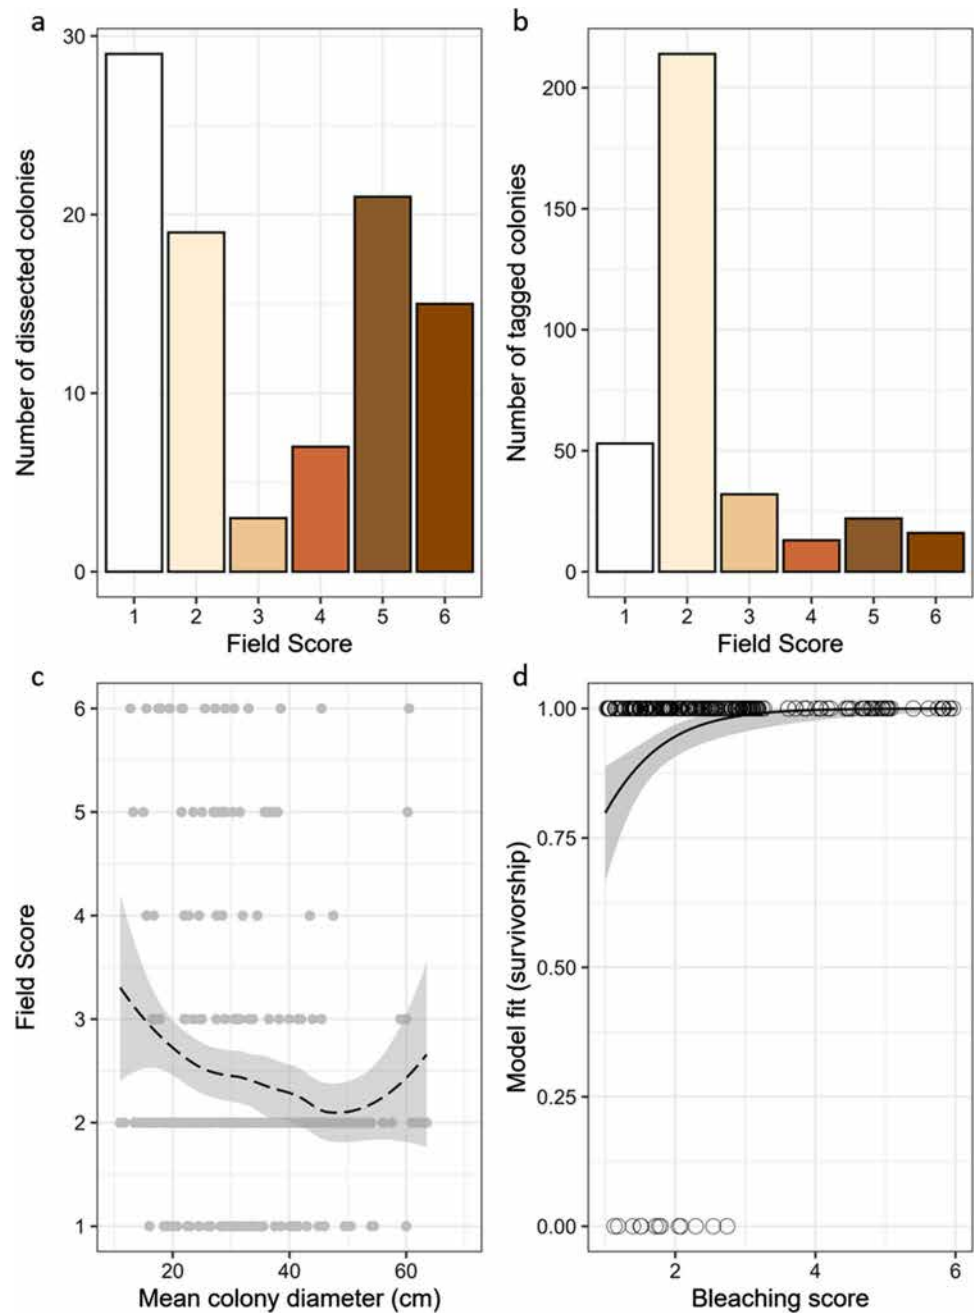 a
Number of dissected colonies
30
20
10
0
1 2 3 4 5 6
Field Score
b
Number of tagged colonies
200
150
100
50
0
1 2 3 4 5 6
Field Score
c
Field Score
6
5
4
3
2
1
20 40 60
Mean colony diameter (cm)
d
Model fit (survivorship)
1.00
0.75
0.50
0.25
0.00
2 4 6
Bleaching score